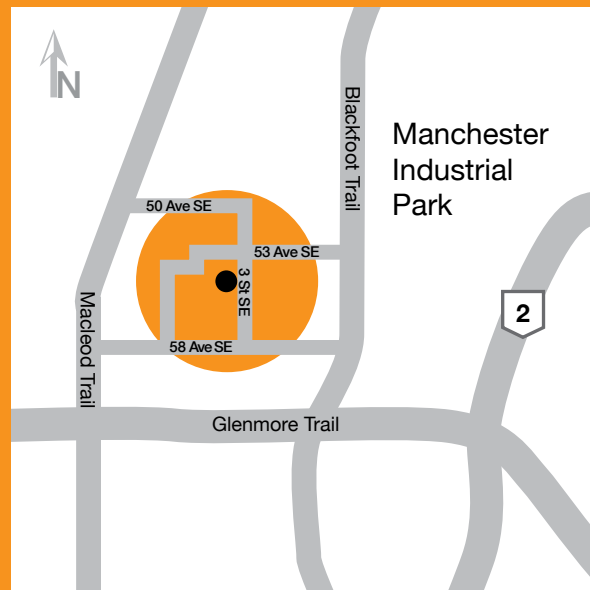 N
Blackfoot Trail
Manchester
Industrial
Park
50 Ave SE
53 Ave SE
3 St SE
2
Macleod Trail
58 Ave SE
Glenmore Trail